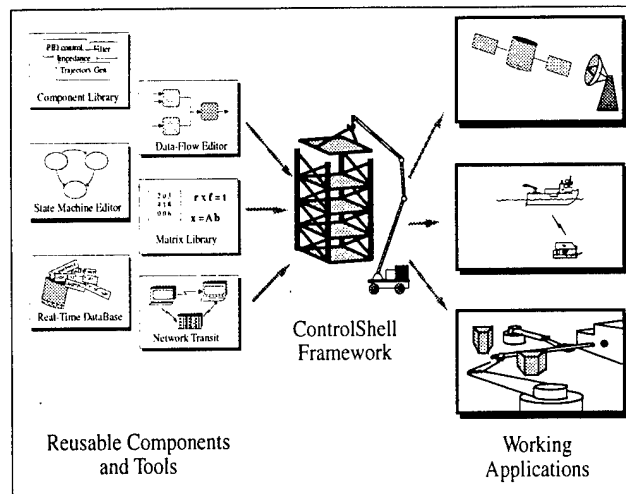 PID control Filter
Impedance
Trajectory Gen
Component Library
Data-Flow Editor
State Machine Editor
r x f = t
x = Ab
Matrix Library
Real-Time DataBase
Network Transit
ControlShell
Framework
Reusable Components
and Tools
Working
Applications